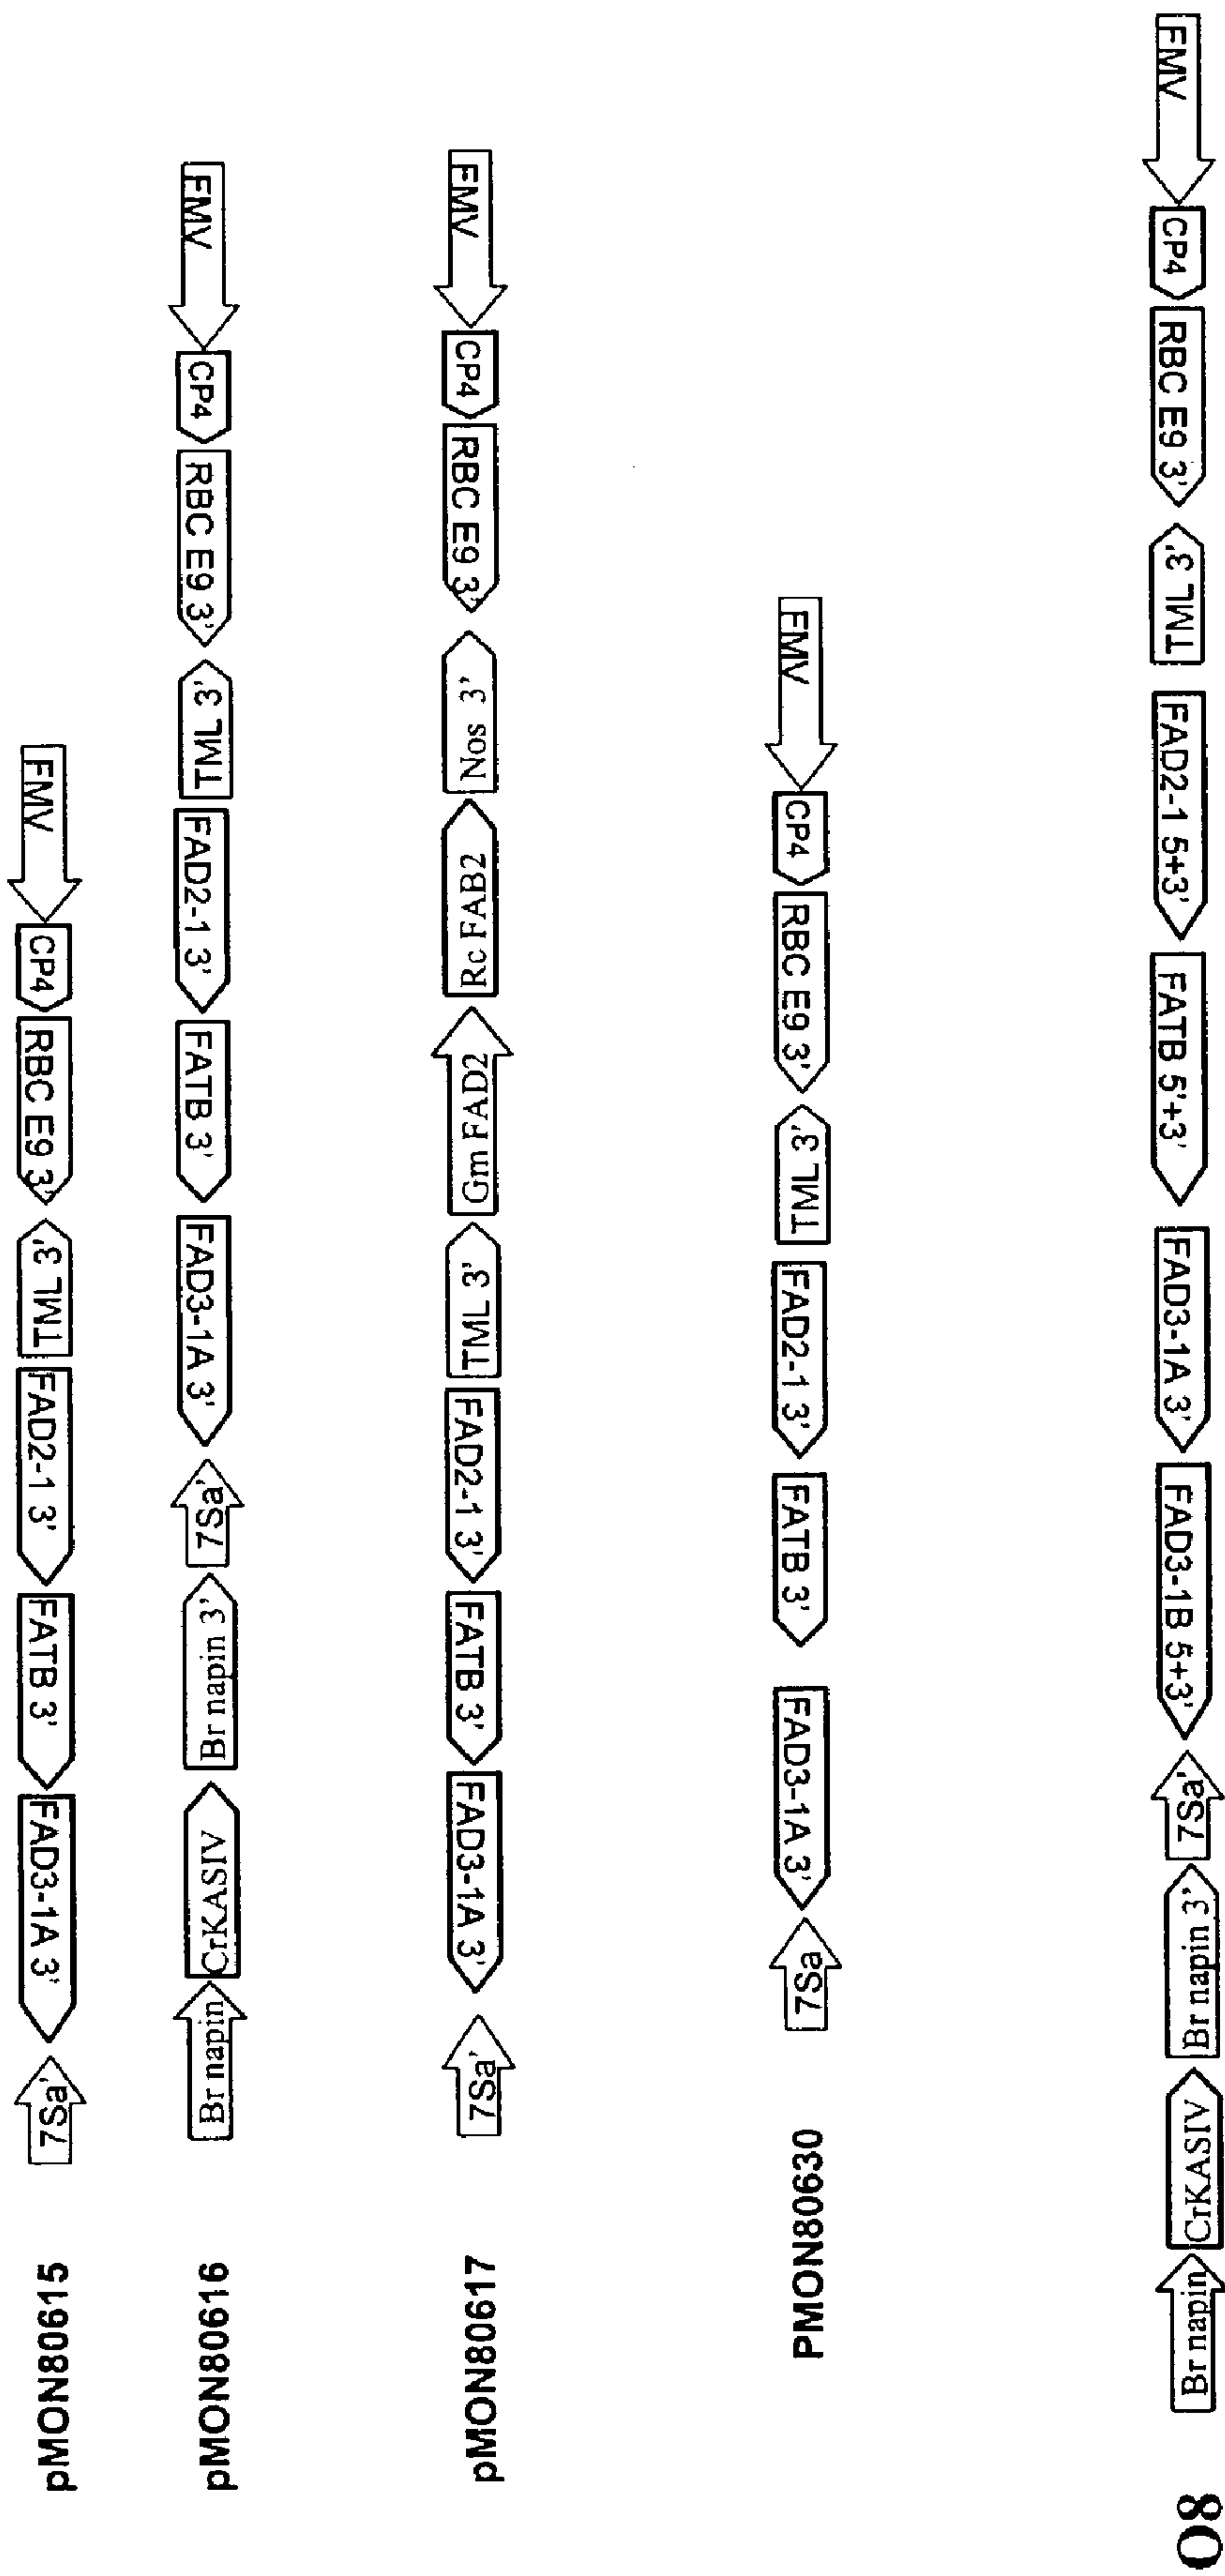 FMV
CP4
RBC E9 3'
TML 3'
FAD2-1 3'
FATB 3'
FAD3-1A 3'
7Sa'
pMON80615
FMV
CP4
RBC E9 3'
TML 3'
FAD2-1 3'
FATB 3'
FAD3-1A 3'
7Sa'
Br napin 3'
CrKASIV
Br napin
pMON80616
FMV
CP4
RBC E9 3'
Nos 3'
Rc FAB2
Gm FAD2
TML 3'
FAD2-1 3'
FATB 3'
FAD3-1A 3'
7Sa'
pMON80617
FMV
CP4
RBC E9 3'
TML 3'
FAD2-1 3'
FATB 3'
FAD3-1A 3'
7Sa
PMON80630
FMV
CP4
RBC E9 3'
TML 3'
FAD2-1 5+3'
FATB 5'+3'
FAD3-1A 3'
FAD3-1B 5+3'
7Sa'
Br napin 3'
CrKASIV
Br napin
O8